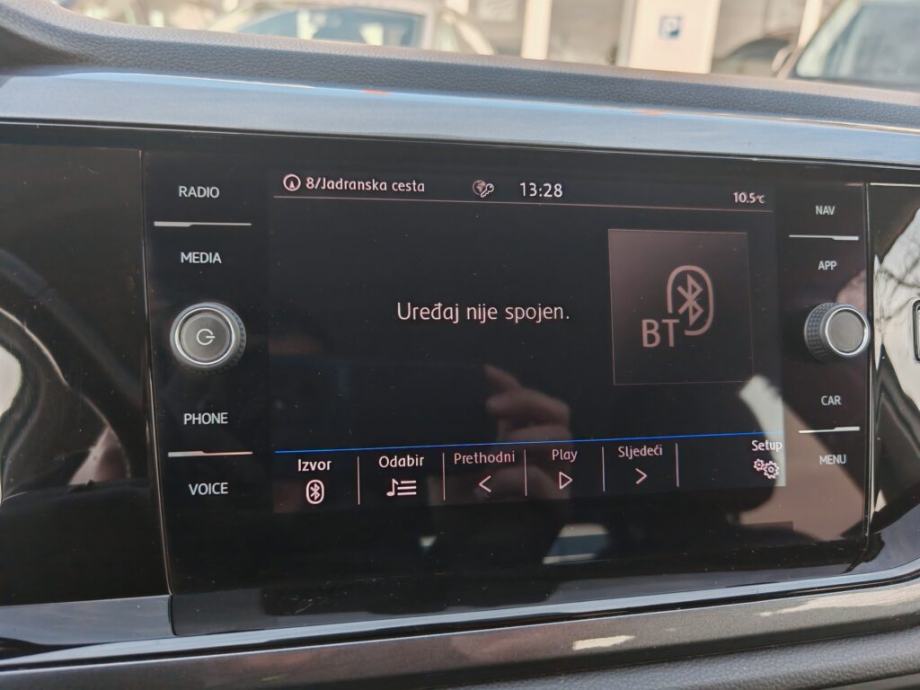 RADIO
MEDIA
PHONE
VOICE
8/Jadranska cesta
13:28
10.5°C
Uređaj nije spojen.
BT
Izvor
Odabir
Prethodni
Play
Sljedeći
Setup
NAV
APP
CAR
MENU
P